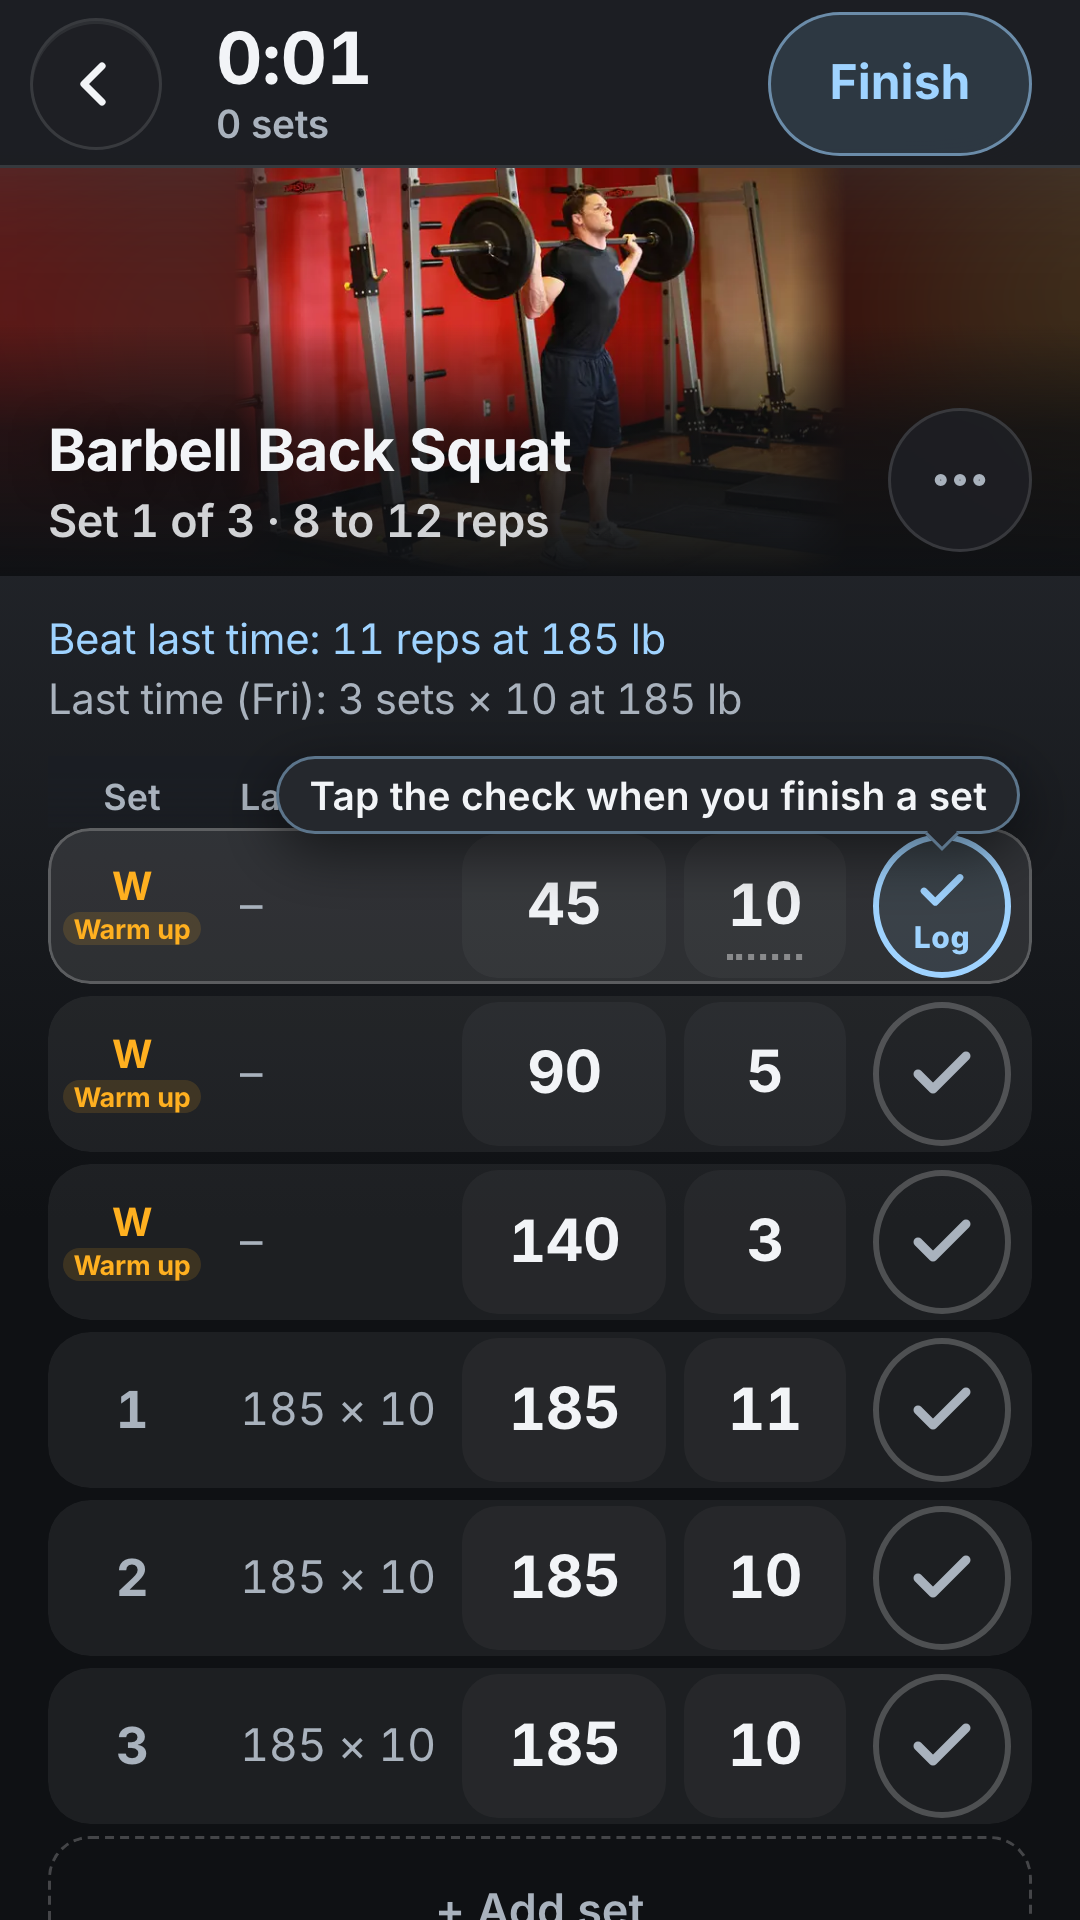 0:01
0 sets
Finish
Barbell Back Squat
Set 1 of 3 · 8 to 12 reps
Beat last time: 11 reps at 185 lb
Last time (Fri): 3 sets × 10 at 185 lb
Set
Tap the check when you finish a set
W
Warm up
–
45
10
Log
W
Warm up
–
90
5
W
Warm up
–
140
3
1
185 × 10
185
11
2
185 × 10
185
10
3
185 × 10
185
10
+ Add set